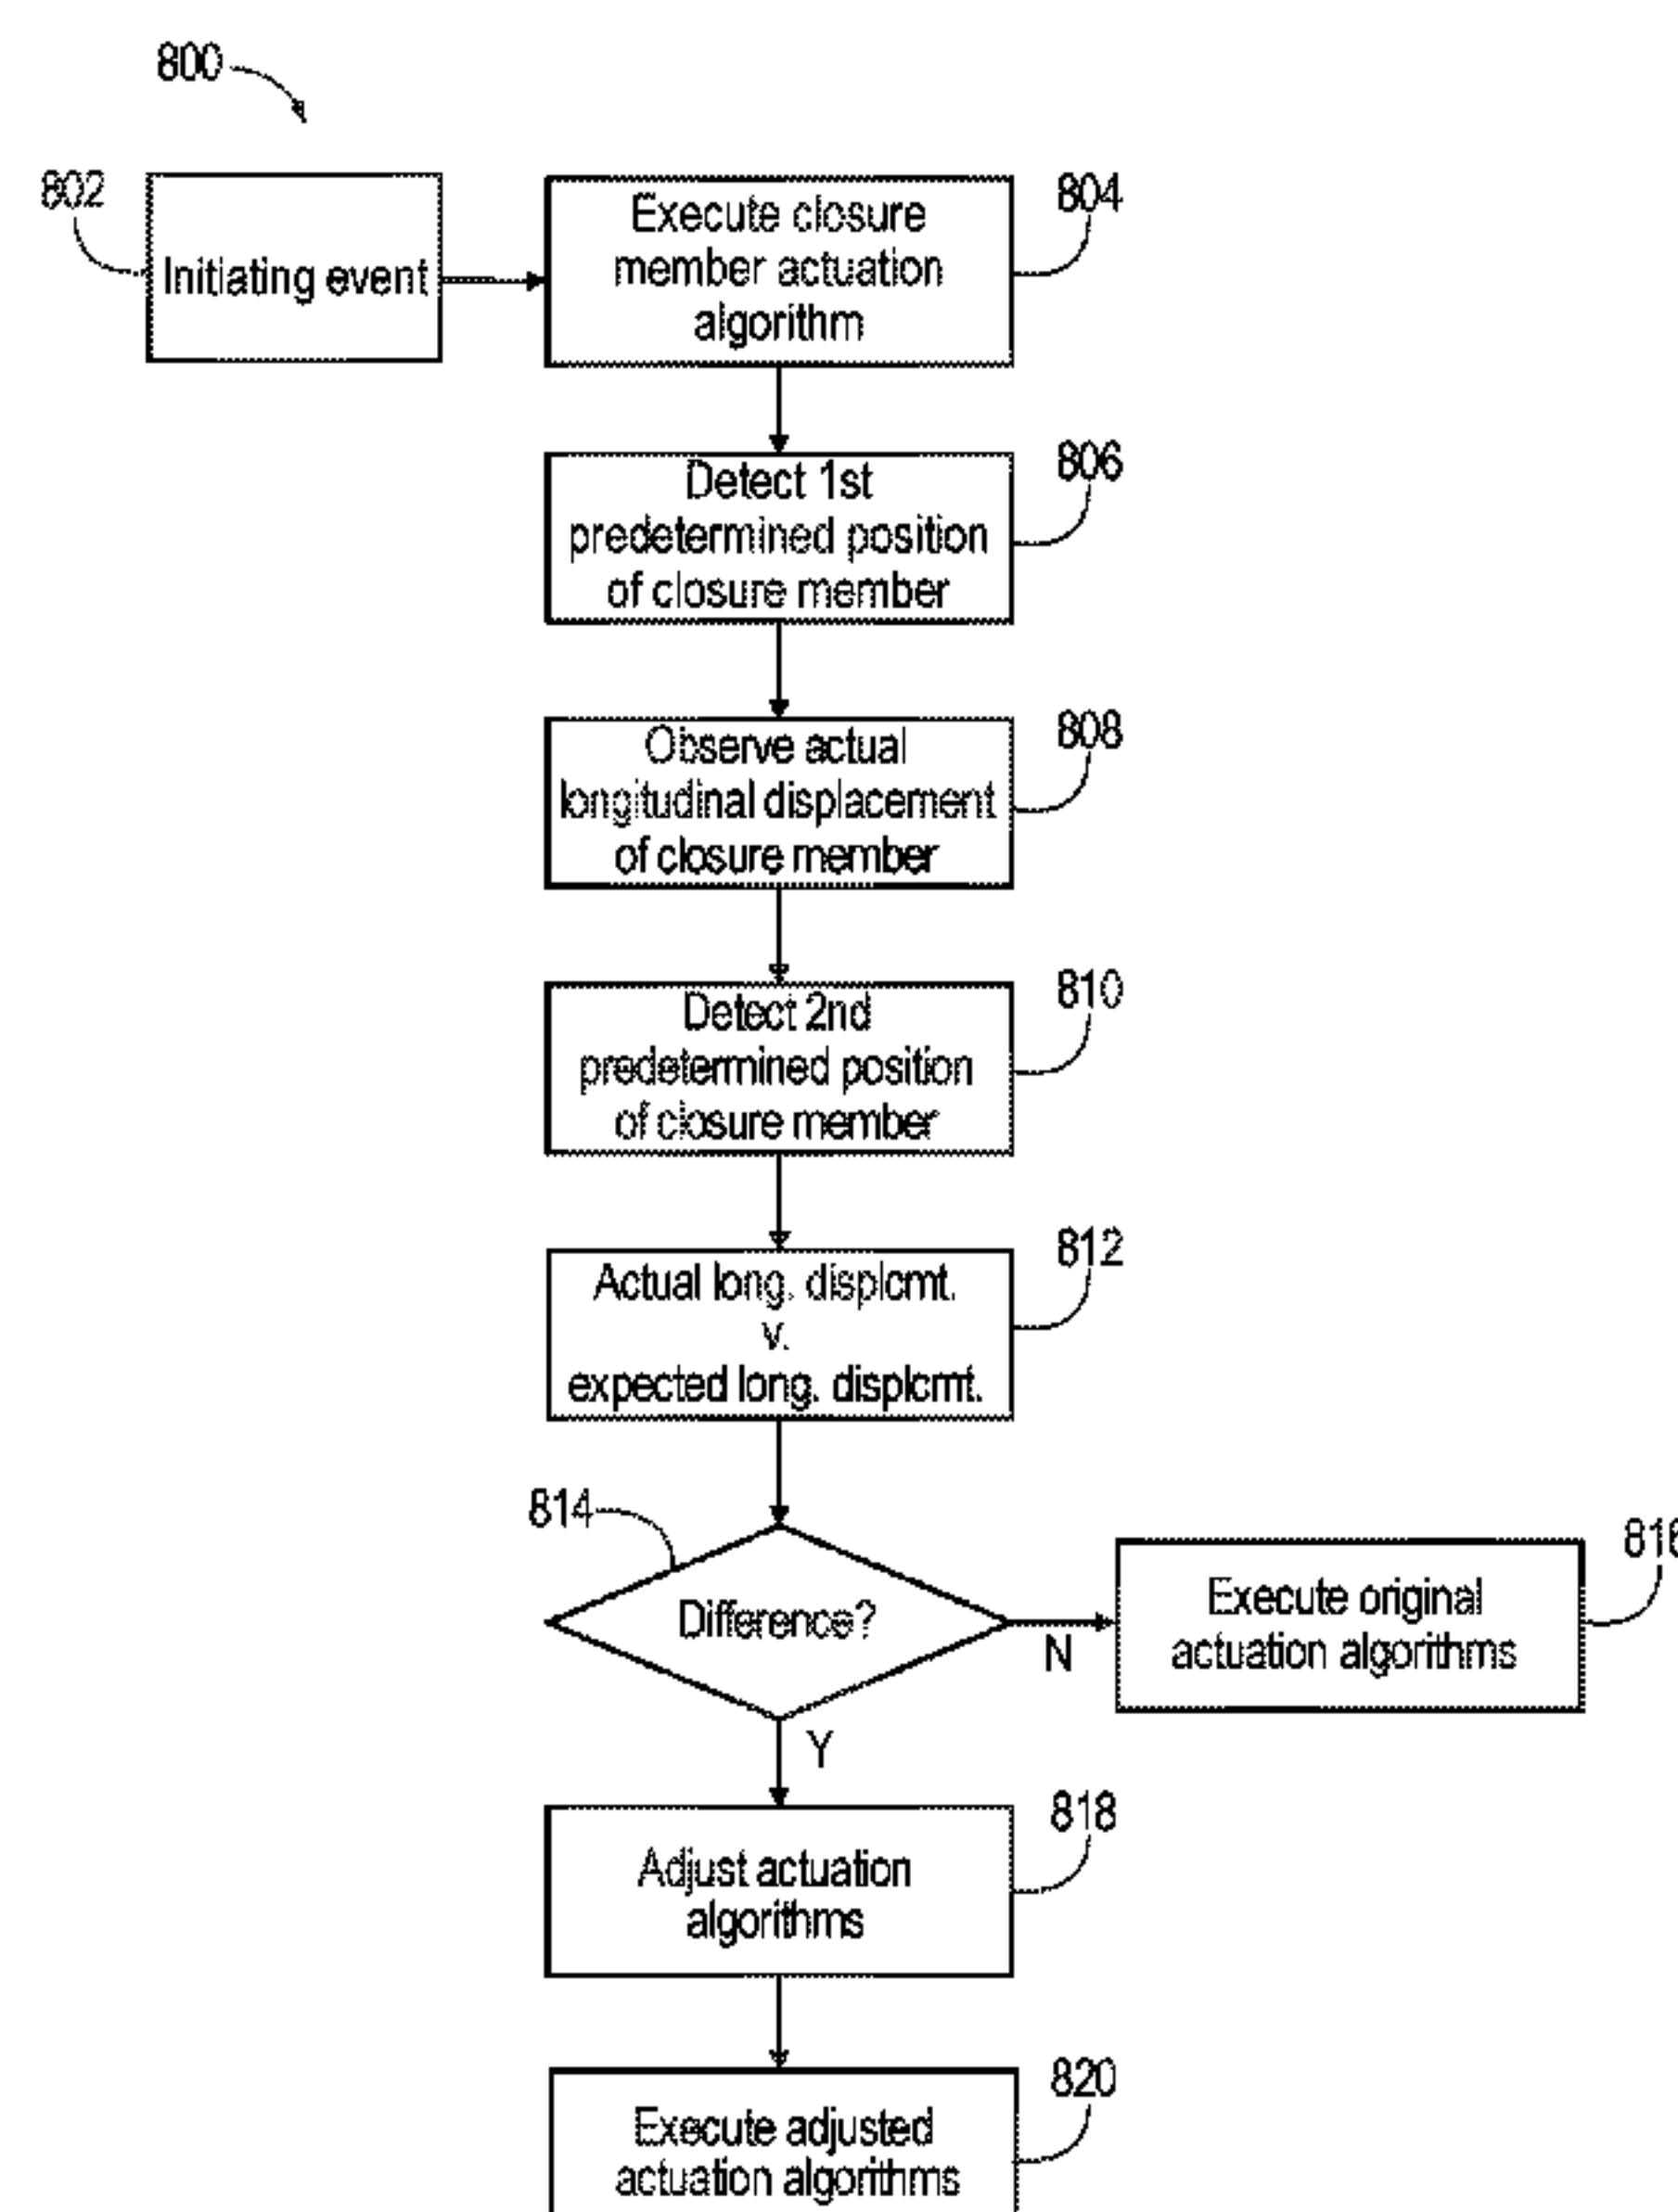 800
802
Initiating event
Execute closure
member actuation
algorithm
804
Detect 1st
predetermined position
of closure member
806
Observe actual
longitudinal displacement
of closure member
808
Detect 2nd
predetermined position
of closure member
810
Actual long. displcmt.
v.
expected long. displcmt.
812
814
Difference?
N
Execute original
actuation algorithms
816
Y
Adjust actuation
algorithms
818
Execute adjusted
actuation algorithms
820